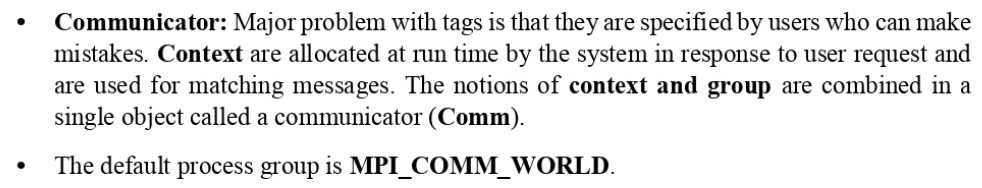 • Communicator: Major problem with tags is that they are specified by users who can make
mistakes. Context are allocated at run time by the system in response to user request and
are used for matching messages. The notions of context and group are combined in a
single object called a communicator (Comm).
• The default process group is MPI_COMM_WORLD.